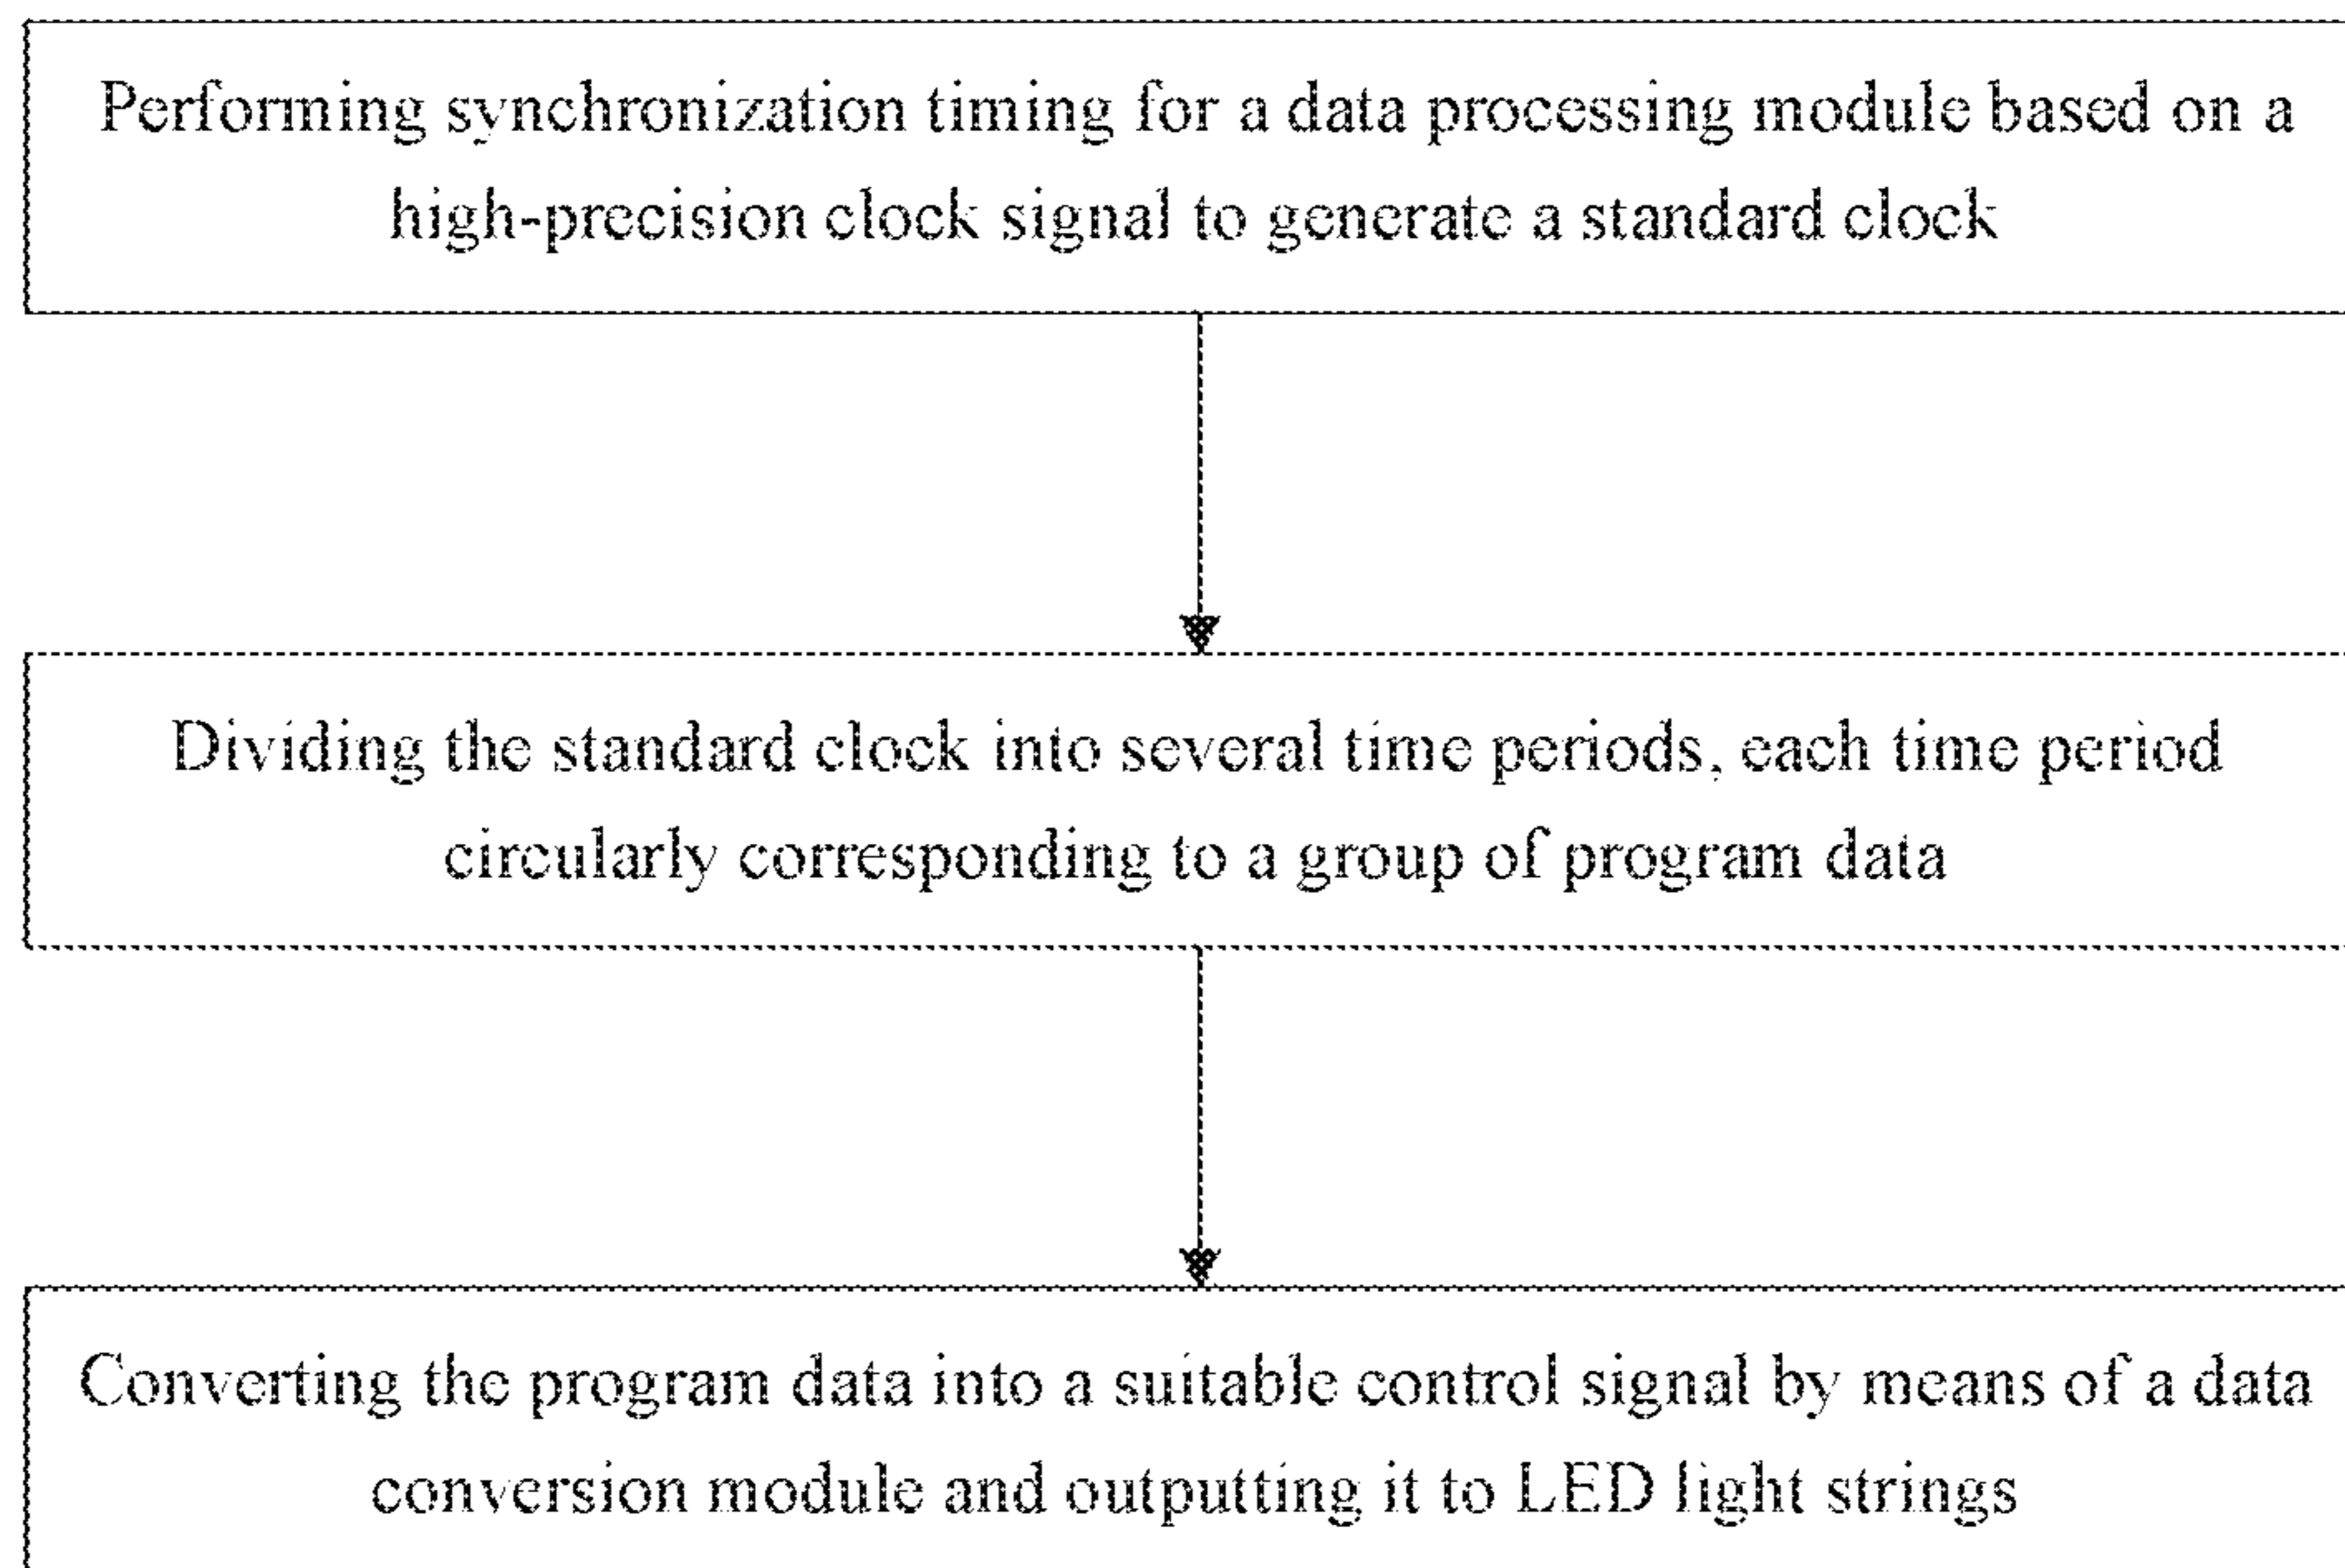 Performing synchronization timing for a data processing module based on a
high-precision clock signal to generate a standard clock
Dividing the standard clock into several time periods, each time period
circularly corresponding to a group of program data
Converting the program data into a suitable control signal by means of a data
conversion module and outputting it to LED light strings